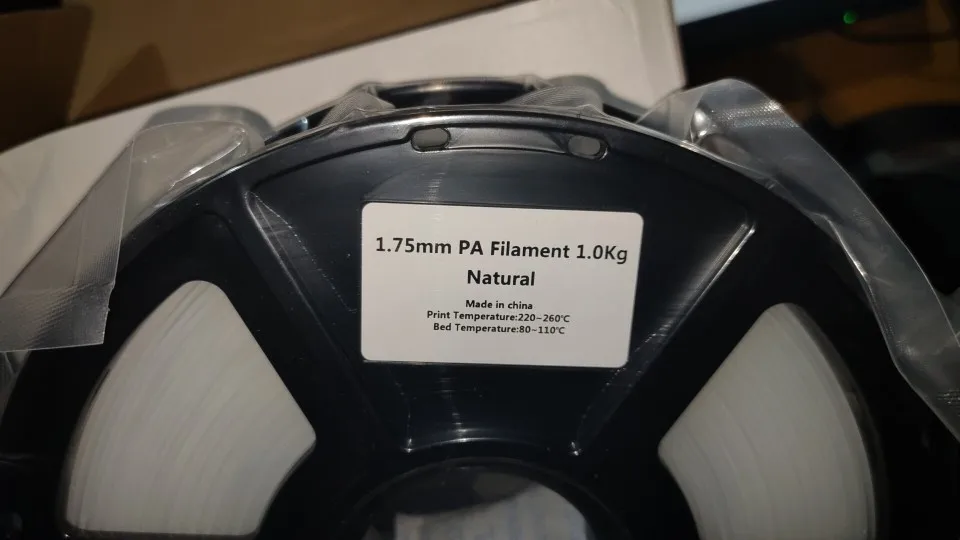 1.75mm PA Filament 1.0Kg
Natural
Made in china
Print Temperature:220~260℃
Bed Temperature:80~110℃